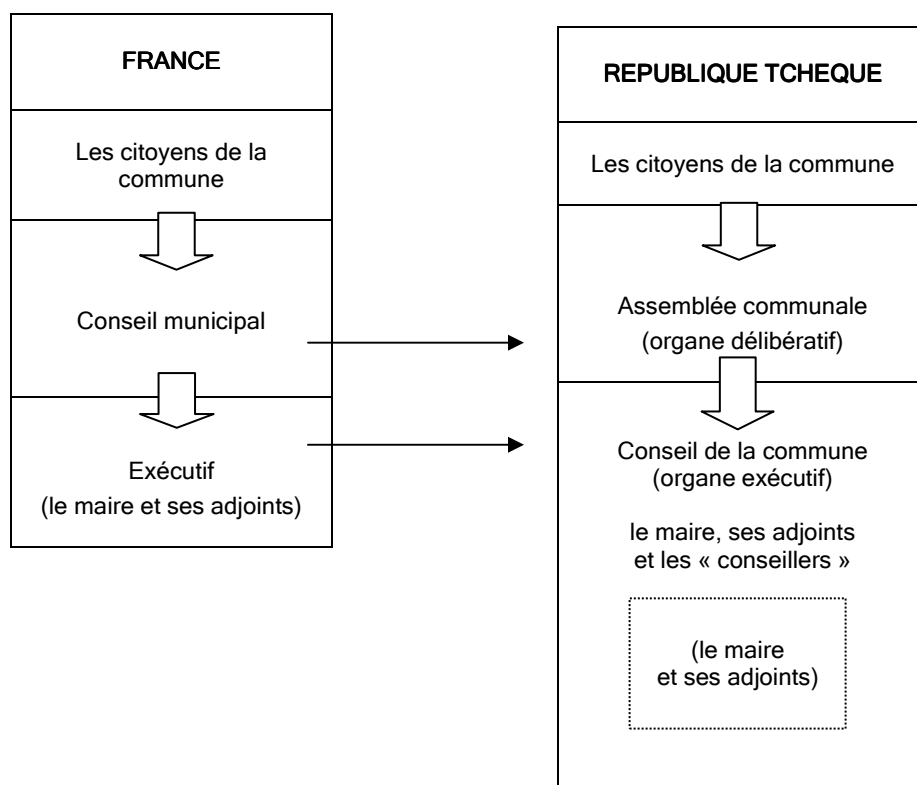 FRANCE
Les citoyens de la
commune
Conseil municipal
Exécutif
(le maire et ses adjoints)
REPUBLIQUE TCHEQUE
Les citoyens de la commune
Assemblée communale
(organe délibératif)
Conseil de la commune
(organe exécutif)
le maire, ses adjoints
et les « conseillers »
(le maire
et ses adjoints)